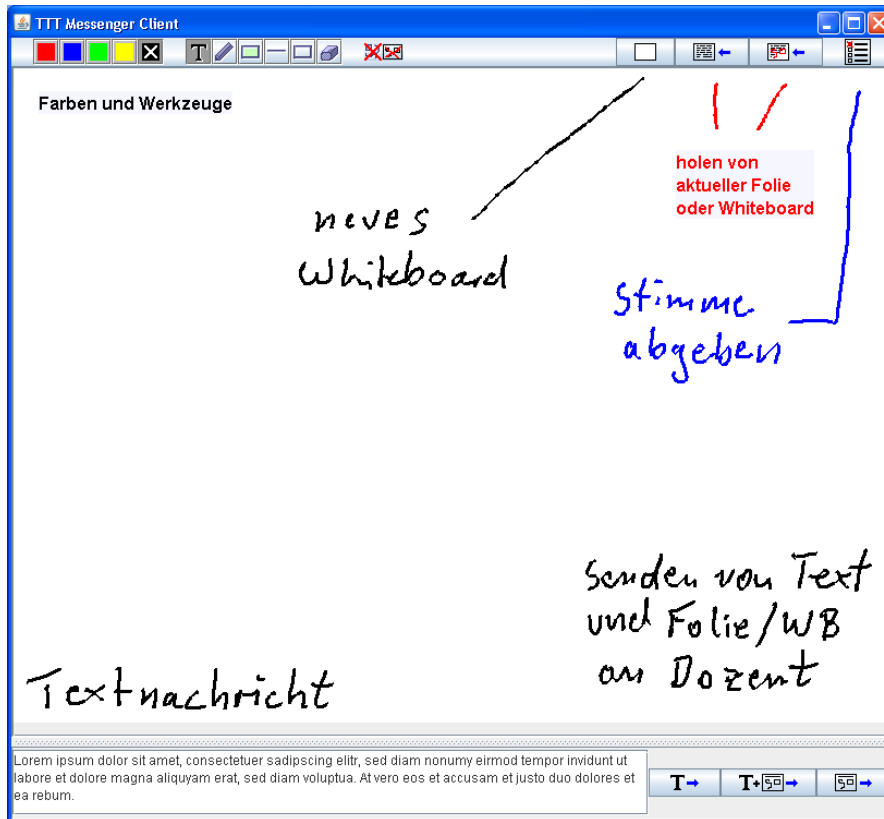 TTT Messenger Client
T
Farben und Werkzeuge
holen von
aktueller Folie
oder Whiteboard
neues
Whiteboard
Stimme
abgeben
Senden von Text
und Folie/WB
an Dozent
Textnachricht
Lorem ipsum dolor sit amet, consectetuer sadipscing elitr, sed diam nonumy eirmod tempor invidunt ut
labore et dolore magna aliquyam erat, sed diam voluptua. At vero eos et accusam et justo duo dolores et
ea rebum.
T→ T+ → →